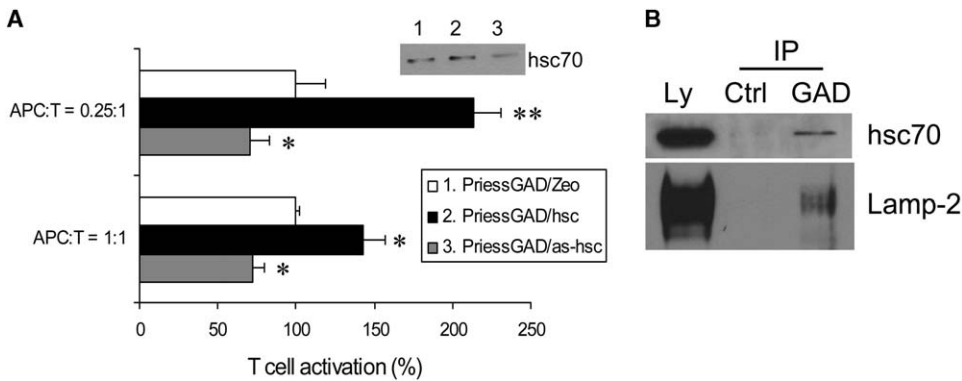 A
1 2 3
hsc70
APC:T = 0.25:1
**
*
APC:T = 1:1
*
*
1. PriessGAD/Zeo
2. PriessGAD/hsc
3. PriessGAD/as-hsc
0 50 100 150 200 250
T cell activation (%)
B
IP
Ly Ctrl GAD
hsc70
Lamp-2